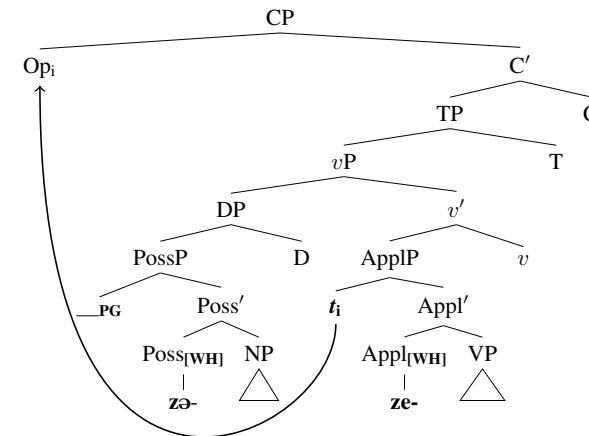 CP
Opᵢ C′
TP
vP T
DP v′
PossP D ApplP v
__PG Poss′ tᵢ Appl′
Poss[WH] NP Appl[WH] VP
zə- ze-